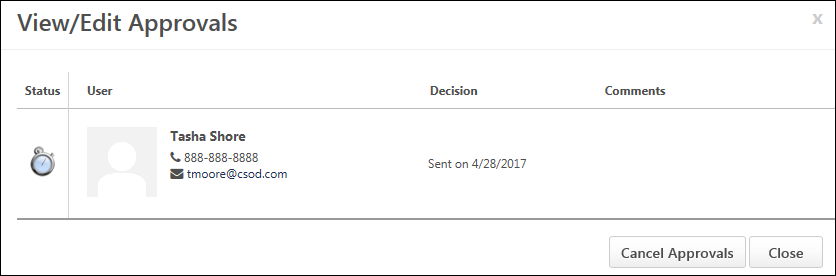 View/Edit Approvals
x
Status User Decision Comments
Tasha Shore
888-888-8888
tmoore@csod.com
Sent on 4/28/2017
Cancel Approvals Close